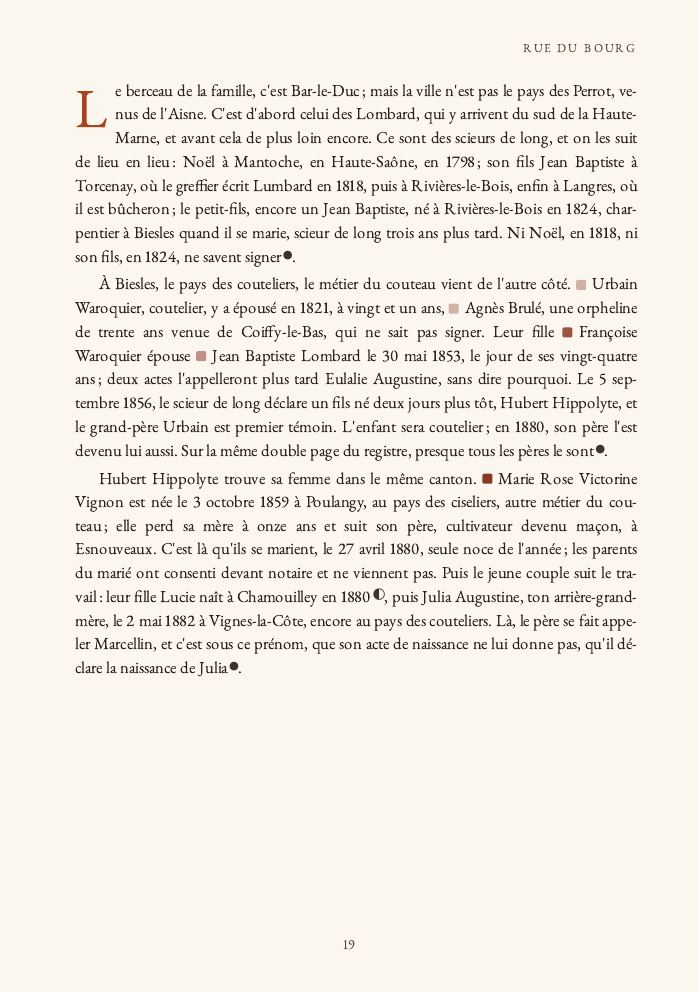 RUE DU BOURG
Le berceau de la famille, c'est Bar-le-Duc ; mais la ville n'est pas le pays des Perrot, ve-
nus de l'Aisne. C'est d'abord celui des Lombard, qui y arrivent du sud de la Haute-
Marne, et avant cela de plus loin encore. Ce sont des scieurs de long, et on les suit
de lieu en lieu : Noël à Mantoche, en Haute-Saône, en 1798 ; son fils Jean Baptiste à
Torcenay, où le greffier écrit Lumbard en 1818, puis à Rivières-le-Bois, enfin à Langres, où
il est bûcheron ; le petit-fils, encore un Jean Baptiste, né à Rivières-le-Bois en 1824, char-
pentier à Biesles quand il se marie, scieur de long trois ans plus tard. Ni Noël, en 1818, ni
son fils, en 1824, ne savent signer●.
À Biesles, le pays des couteliers, le métier du couteau vient de l'autre côté. ■ Urbain
Waroquier, coutelier, y a épousé en 1821, à vingt et un ans, ■ Agnès Brulé, une orpheline
de trente ans venue de Coiffy-le-Bas, qui ne sait pas signer. Leur fille ■ Françoise
Waroquier épouse ■ Jean Baptiste Lombard le 30 mai 1853, le jour de ses vingt-quatre
ans ; deux actes l'appelleront plus tard Eulalie Augustine, sans dire pourquoi. Le 5 sep-
tembre 1856, le scieur de long déclare un fils né deux jours plus tôt, Hubert Hippolyte, et
le grand-père Urbain est premier témoin. L'enfant sera coutelier ; en 1880, son père l'est
devenu lui aussi. Sur la même double page du registre, presque tous les pères le sont●.
Hubert Hippolyte trouve sa femme dans le même canton. ■ Marie Rose Victorine
Vignon est née le 3 octobre 1859 à Poulangy, au pays des ciseliers, autre métier du cou-
teau ; elle perd sa mère à onze ans et suit son père, cultivateur devenu maçon, à
Esnouveaux. C'est là qu'ils se marient, le 27 avril 1880, seule noce de l'année ; les parents
du marié ont consenti devant notaire et ne viennent pas. Puis le jeune couple suit le tra-
vail : leur fille Lucie naît à Chamouilley en 1880◐, puis Julia Augustine, ton arrière-grand-
mère, le 2 mai 1882 à Vignes-la-Côte, encore au pays des couteliers. Là, le père se fait appe-
ler Marcellin, et c'est sous ce prénom, que son acte de naissance ne lui donne pas, qu'il dé-
clare la naissance de Julia●.
19